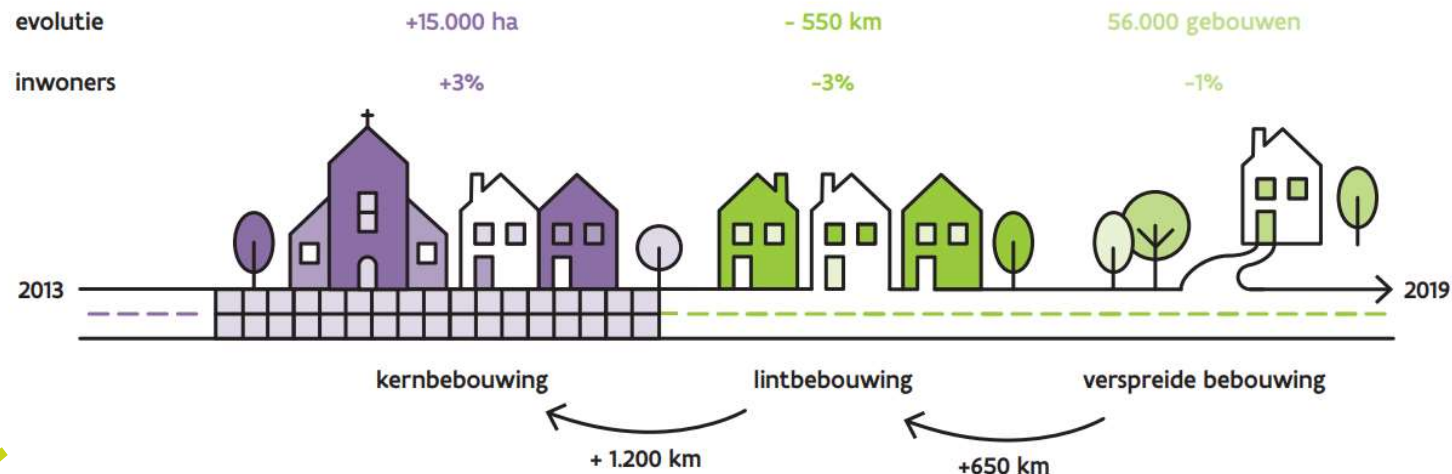 evolutie +15.000 ha - 550 km 56.000 gebouwen
inwoners +3% -3% -1%
2013 2019
kernbebouwing lintbebouwing verspreide bebouwing
+ 1.200 km +650 km